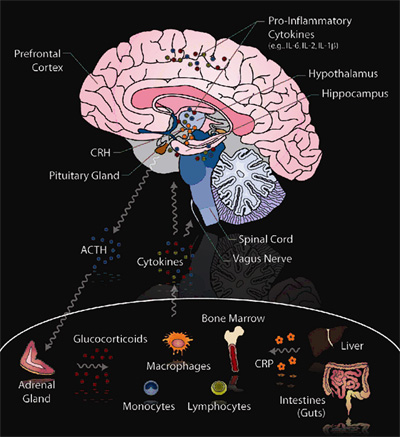 Pro-Inflammatory
Cytokines
(e.g., IL-6, IL-2, IL-1β)
Prefrontal
Cortex
Hypothalamus
Hippocampus
CRH
Pituitary Gland
Spinal Cord
Vagus Nerve
ACTH
Cytokines
Bone Marrow
Glucocorticoids
Macrophages
CRP
Liver
Adrenal
Gland
Monocytes
Lymphocytes
Intestines
(Guts)